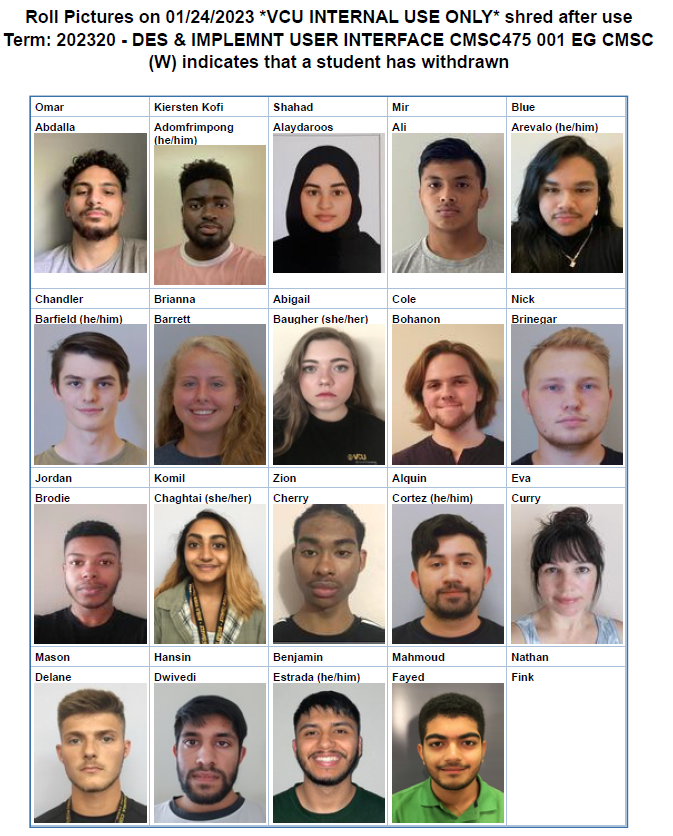 Roll Pictures on 01/24/2023 *VCU INTERNAL USE ONLY* shred after use
Term: 202320 - DES & IMPLEMNT USER INTERFACE CMSC475 001 EG CMSC
(W) indicates that a student has withdrawn
Omar Kiersten Kofi Shahad Mir Blue
Abdalla Adomfrimpong Alaydaroos Ali Arevalo (he/him)
(he/him)
Chandler Brianna Abigail Cole Nick
Barfield (he/him) Barrett Baugher (she/her) Bohanon Brinegar
VCU
Jordan Komil Zion Alquin Eva
Brodie Chaghtai (she/her) Cherry Cortez (he/him) Curry
Mason Hansin Benjamin Mahmoud Nathan
Delane Dwivedi Estrada (he/him) Fayed Fink